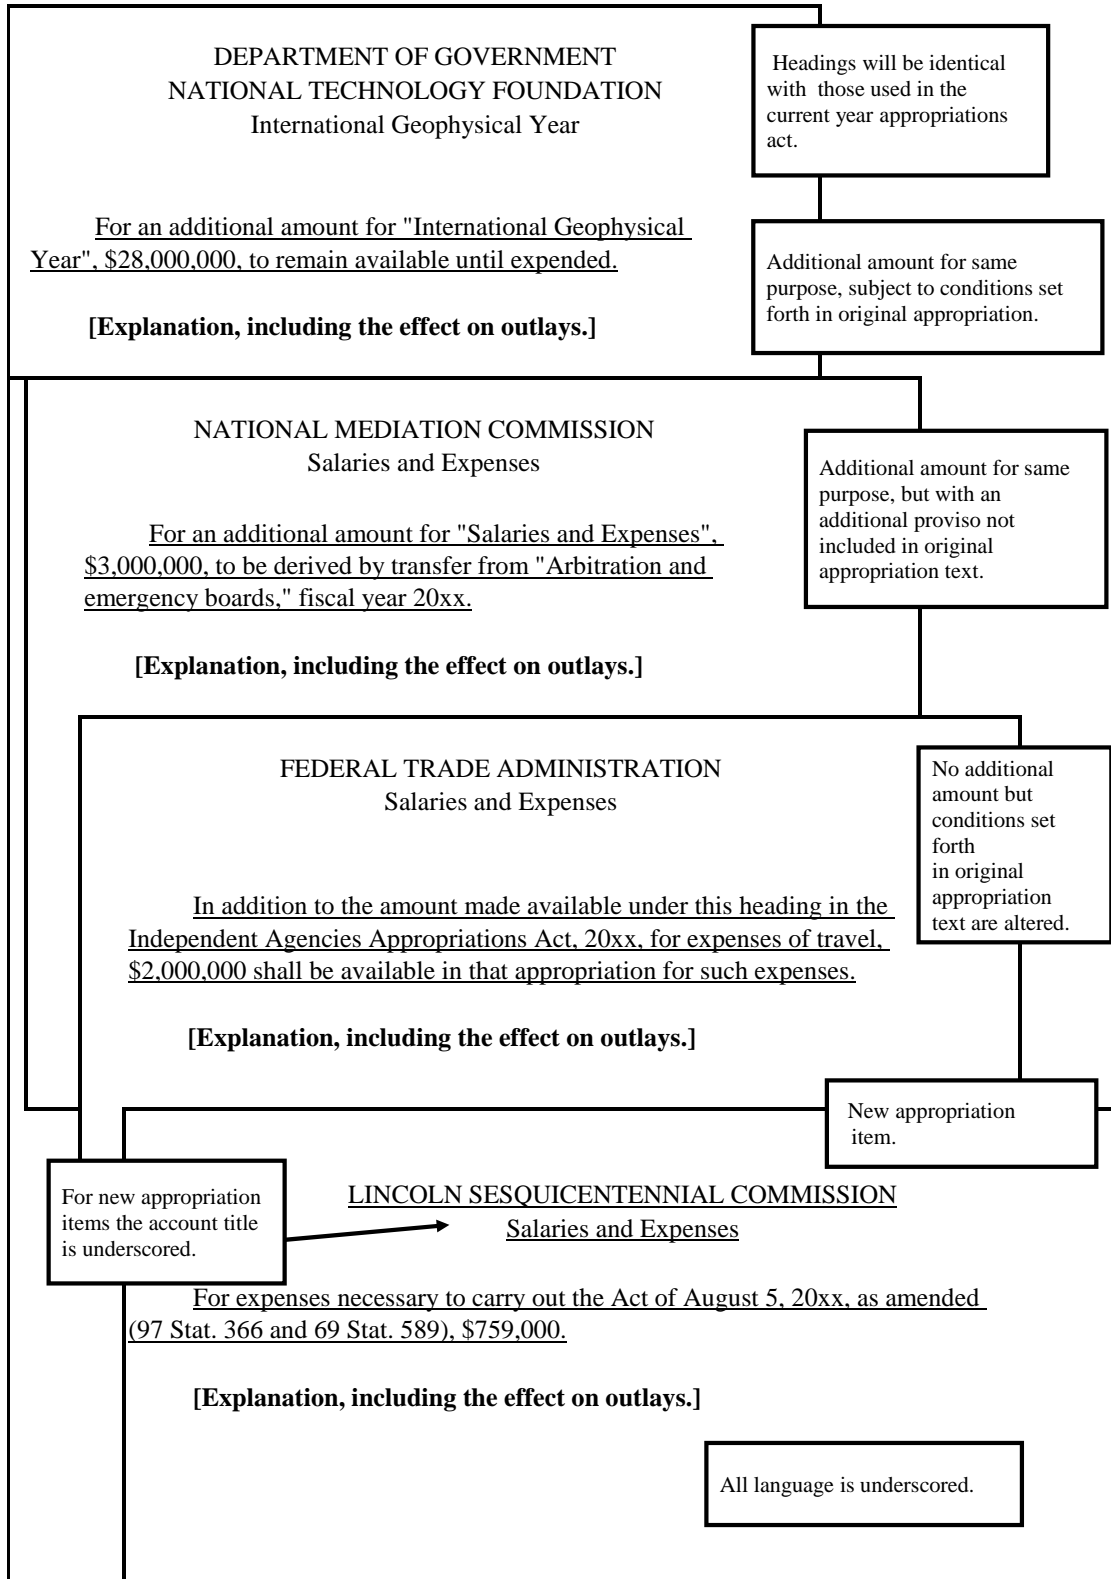 DEPARTMENT OF GOVERNMENT
NATIONAL TECHNOLOGY FOUNDATION
International Geophysical Year
Headings will be identical
with  those used in the
current year appropriations
act.
For an additional amount for "International Geophysical
Year", $28,000,000, to remain available until expended.
Additional amount for same
purpose, subject to conditions set
forth in original appropriation.
[Explanation, including the effect on outlays.]
NATIONAL MEDIATION COMMISSION
Salaries and Expenses
Additional amount for same
purpose, but with an
additional proviso not
included in original
appropriation text.
For an additional amount for "Salaries and Expenses",
$3,000,000, to be derived by transfer from "Arbitration and
emergency boards," fiscal year 20xx.
[Explanation, including the effect on outlays.]
FEDERAL TRADE ADMINISTRATION
Salaries and Expenses
No additional
amount but
conditions set
forth
in original
appropriation
text are altered.
In addition to the amount made available under this heading in the
Independent Agencies Appropriations Act, 20xx, for expenses of travel,
$2,000,000 shall be available in that appropriation for such expenses.
[Explanation, including the effect on outlays.]
New appropriation
item.
For new appropriation
items the account title
is underscored.
LINCOLN SESQUICENTENNIAL COMMISSION
Salaries and Expenses
For expenses necessary to carry out the Act of August 5, 20xx, as amended
(97 Stat. 366 and 69 Stat. 589), $759,000.
[Explanation, including the effect on outlays.]
All language is underscored.